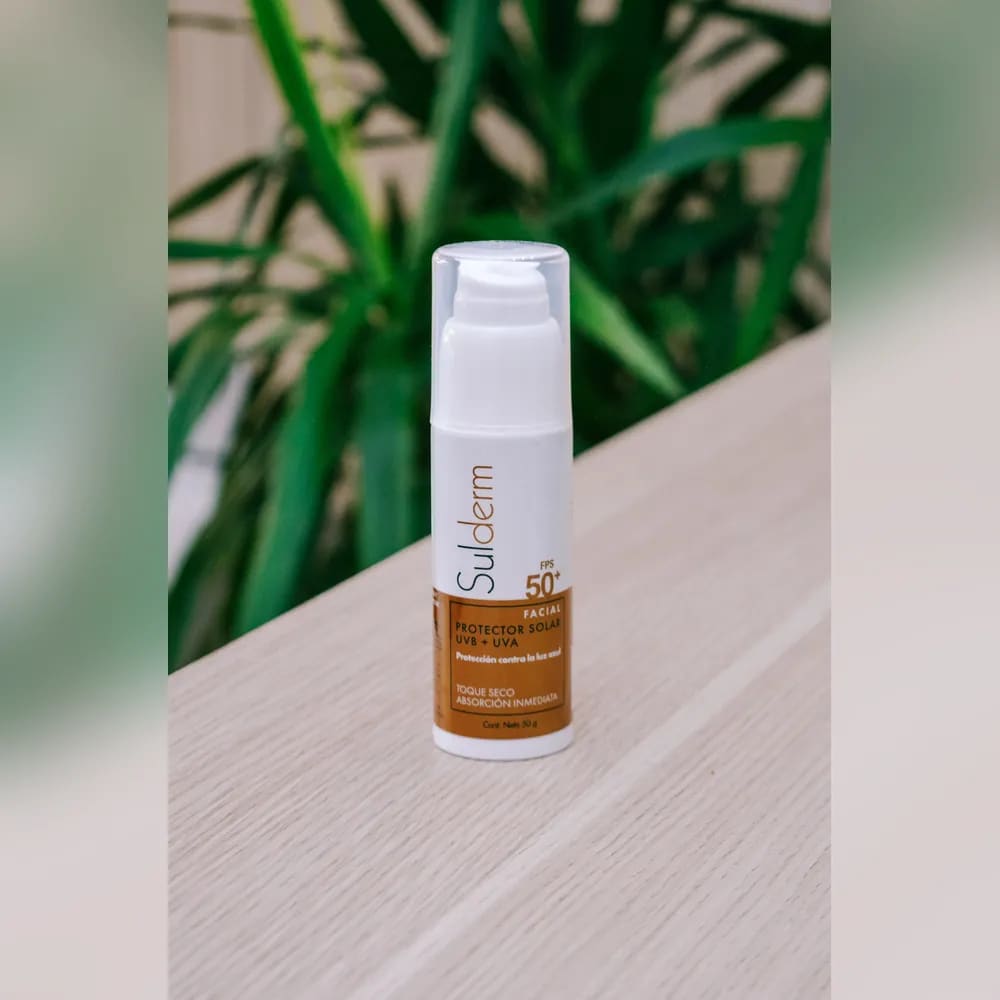 Sulderm
FPS
50+
FACIAL
PROTECTOR SOLAR
UVB + UVA
Protección contra la luz azul
TOQUE SECO
ABSORCIÓN INMEDIATA
Cont. Neto 50 g